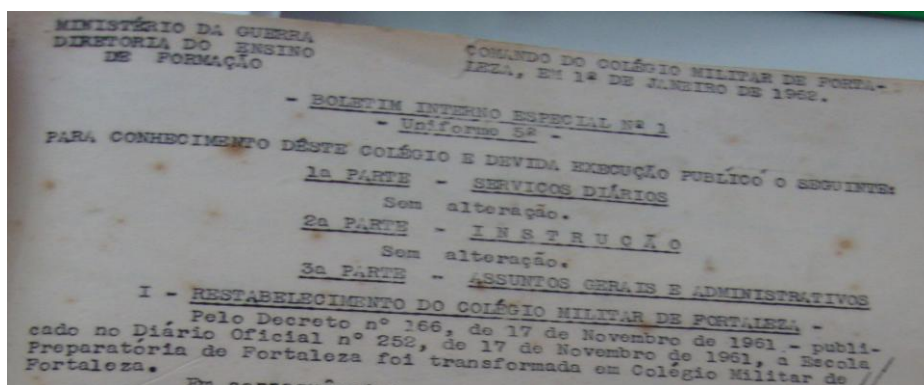 MINISTÉRIO DA GUERRA
DIRETORIA DO ENSINO
DE FORMAÇÃO
COMANDO DO COLÉGIO MILITAR DE FORTA-
LEZA, EM 1º DE JANEIRO DE 1962.
- BOLETIM INTERNO ESPECIAL Nº 1
- Uniforme 5º -
PARA CONHECIMENTO DÊSTE COLÉGIO E DEVIDA EXECUÇÃO PUBLICO O SEGUINTE:
1a PARTE - SERVICOS DIÁRIOS
Sem alteração.
2a PARTE - I N S T R U C Ã O
Sem alteração.
3a PARTE - ASSUNTOS GERAIS E ADMINISTRATIVOS
I - RESTABELECIMENTO DO COLÉGIO MILITAR DE FORTALEZA -
Pelo Decreto nº 166, de 17 de Novembro de 1961 - publi-
cado no Diário Oficial nº 252, de 17 de Novembro de 1961, a Escola
Preparatória de Fortaleza foi transformada em Colégio Militar de
Fortaleza.
Em